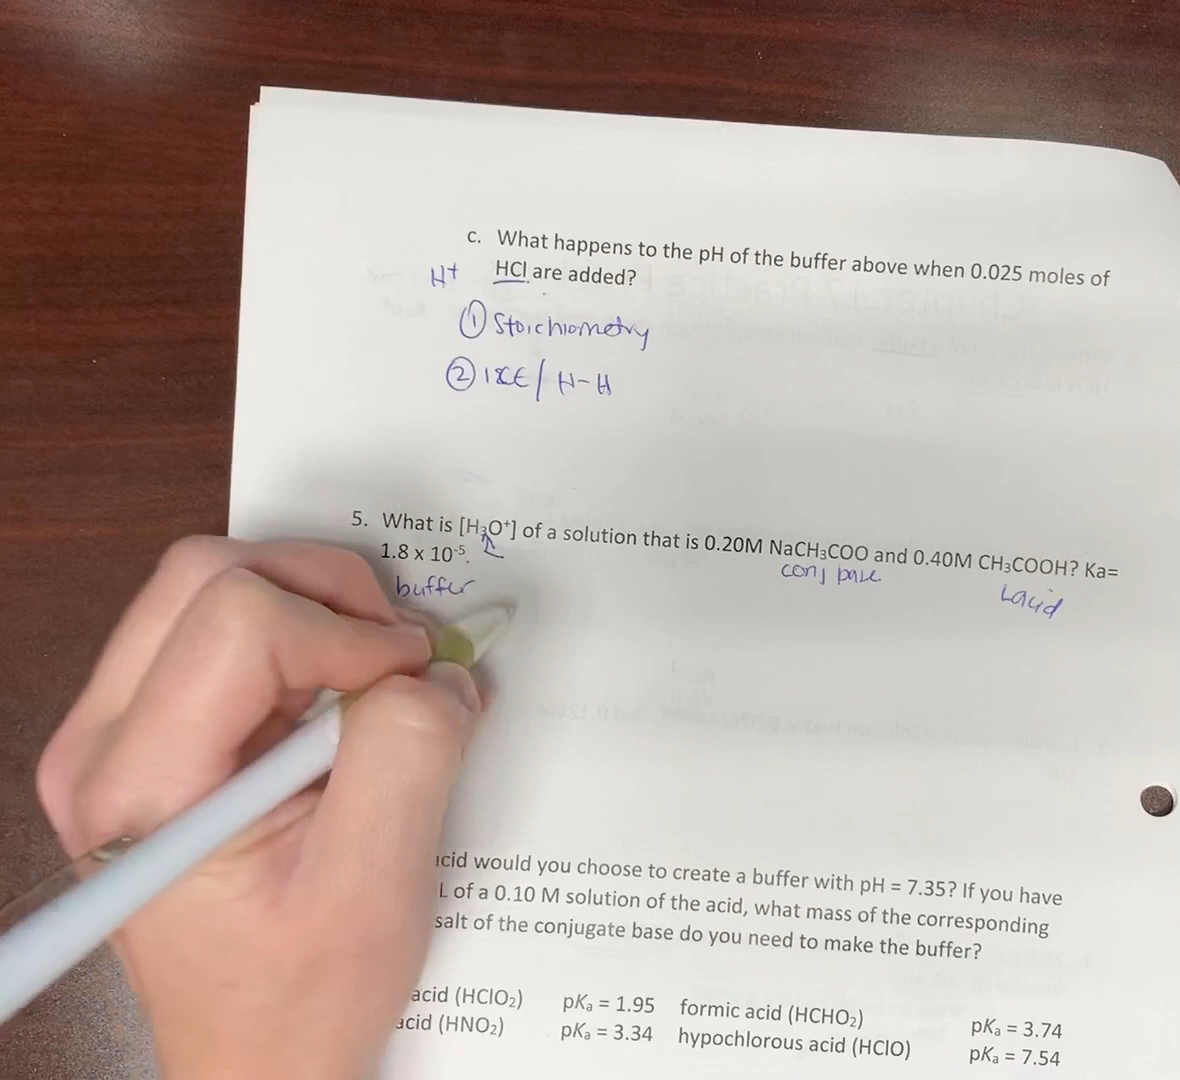 c. What happens to the pH of the buffer above when 0.025 moles of
H⁺ HCl are added?
① Stoichiometry
② ICE / H-H
5. What is [H₃O⁺] of a solution that is 0.20M NaCH₃COO and 0.40M CH₃COOH? Ka=
1.8 x 10⁻⁵.
conj base
acid
buffer
acid would you choose to create a buffer with pH = 7.35? If you have
L of a 0.10 M solution of the acid, what mass of the corresponding
salt of the conjugate base do you need to make the buffer?
acid (HClO₂) pKₐ = 1.95 formic acid (HCHO₂) pKₐ = 3.74
acid (HNO₂) pKₐ = 3.34 hypochlorous acid (HClO) pKₐ = 7.54